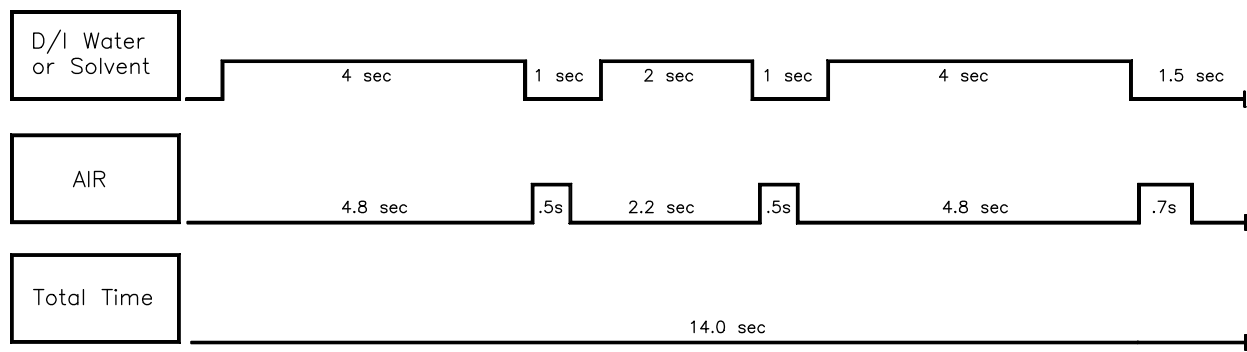 D/I Water
or Solvent
4 sec 1 sec 2 sec 1 sec 4 sec 1.5 sec
AIR
4.8 sec .5s 2.2 sec .5s 4.8 sec .7s
Total Time
14.0 sec